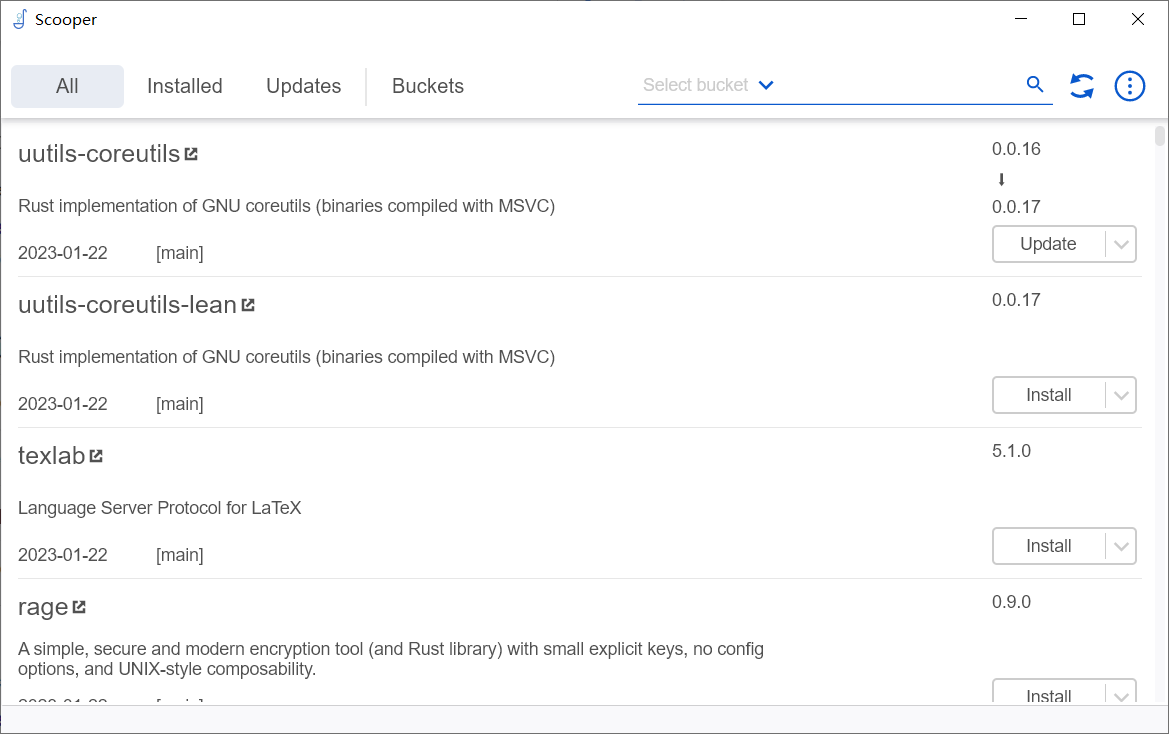 Scooper
All Installed Updates Buckets Select bucket
uutils-coreutils 0.0.16
0.0.17
Rust implementation of GNU coreutils (binaries compiled with MSVC)
2023-01-22 [main] Update
uutils-coreutils-lean 0.0.17
Rust implementation of GNU coreutils (binaries compiled with MSVC)
2023-01-22 [main] Install
texlab 5.1.0
Language Server Protocol for LaTeX
2023-01-22 [main] Install
rage 0.9.0
A simple, secure and modern encryption tool (and Rust library) with small explicit keys, no config
options, and UNIX-style composability.
Install